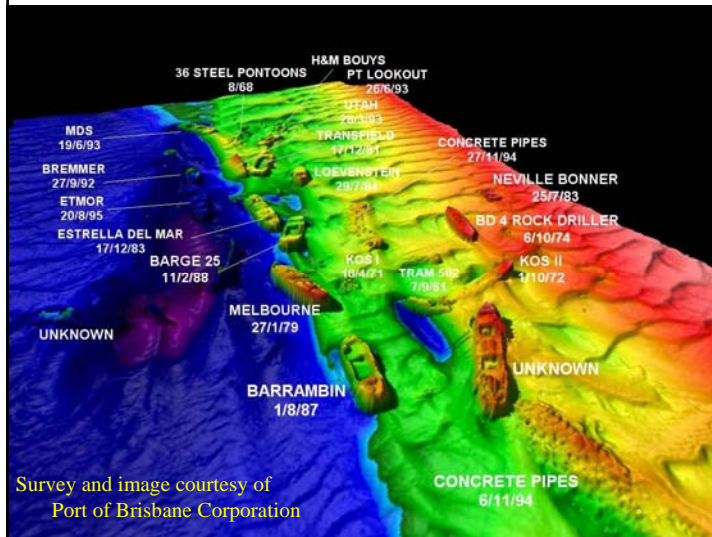 H&M BOUYS
PT LOOKOUT
26/6/93
36 STEEL PONTOONS
8/68
UTAH
28/3/93
MDS
19/6/93
TRANSFIELD
17/12/81
CONCRETE PIPES
27/11/94
BREMMER
27/9/92
LOEVENSTEIN
29/7/84
NEVILLE BONNER
25/7/83
ETMOR
20/8/95
BD 4 ROCK DRILLER
6/10/74
ESTRELLA DEL MAR
17/12/83
BARGE 25
11/2/88
KOS I
10/4/71
TRAM 502
7/9/81
KOS II
1/10/72
MELBOURNE
27/1/79
UNKNOWN
UNKNOWN
BARRAMBIN
1/8/87
CONCRETE PIPES
6/11/94
Survey and image courtesy of
Port of Brisbane Corporation